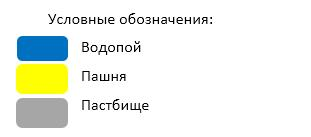 Условные обозначения:
Водопой
Пашня
Пастбище